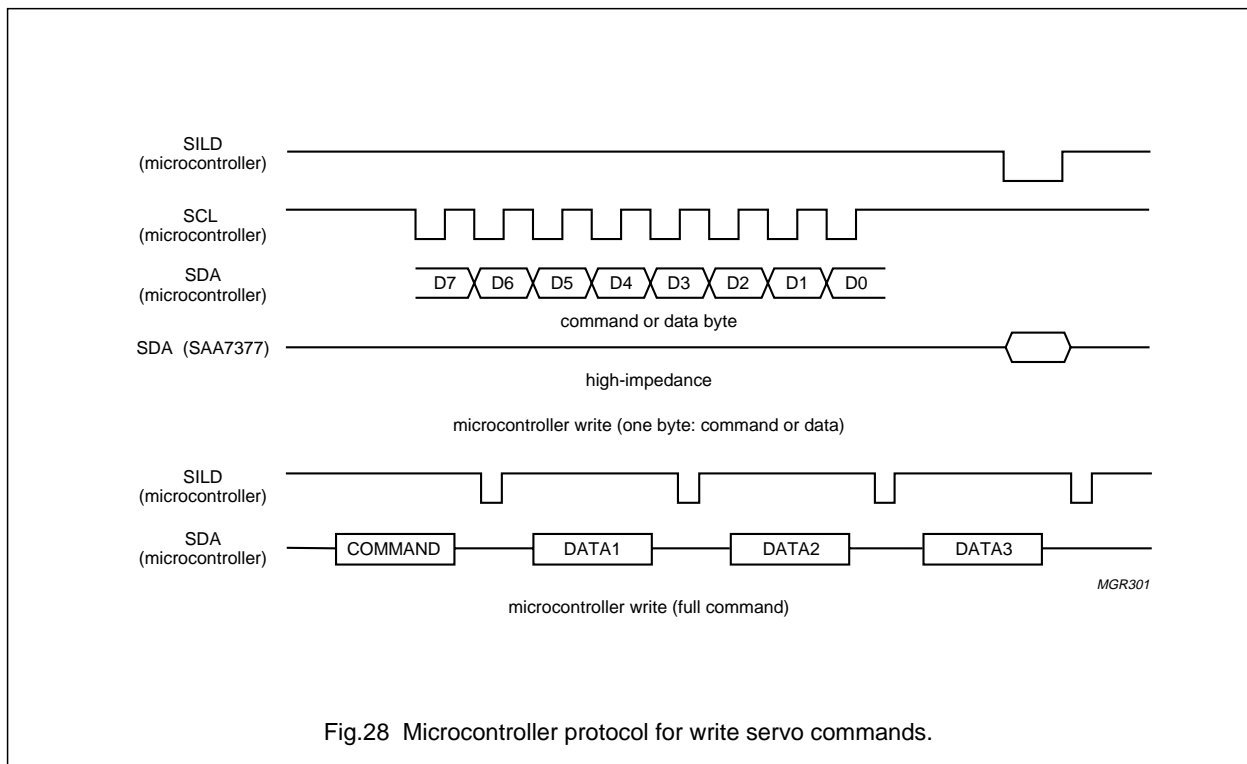 SILD
(microcontroller)
SCL
(microcontroller)
SDA
(microcontroller)
D7 D6 D5 D4 D3 D2 D1 D0
command or data byte
SDA (SAA7377)
high-impedance
microcontroller write (one byte: command or data)
SILD
(microcontroller)
SDA
(microcontroller)
COMMAND DATA1 DATA2 DATA3
MGR301
microcontroller write (full command)
Fig.28 Microcontroller protocol for write servo commands.